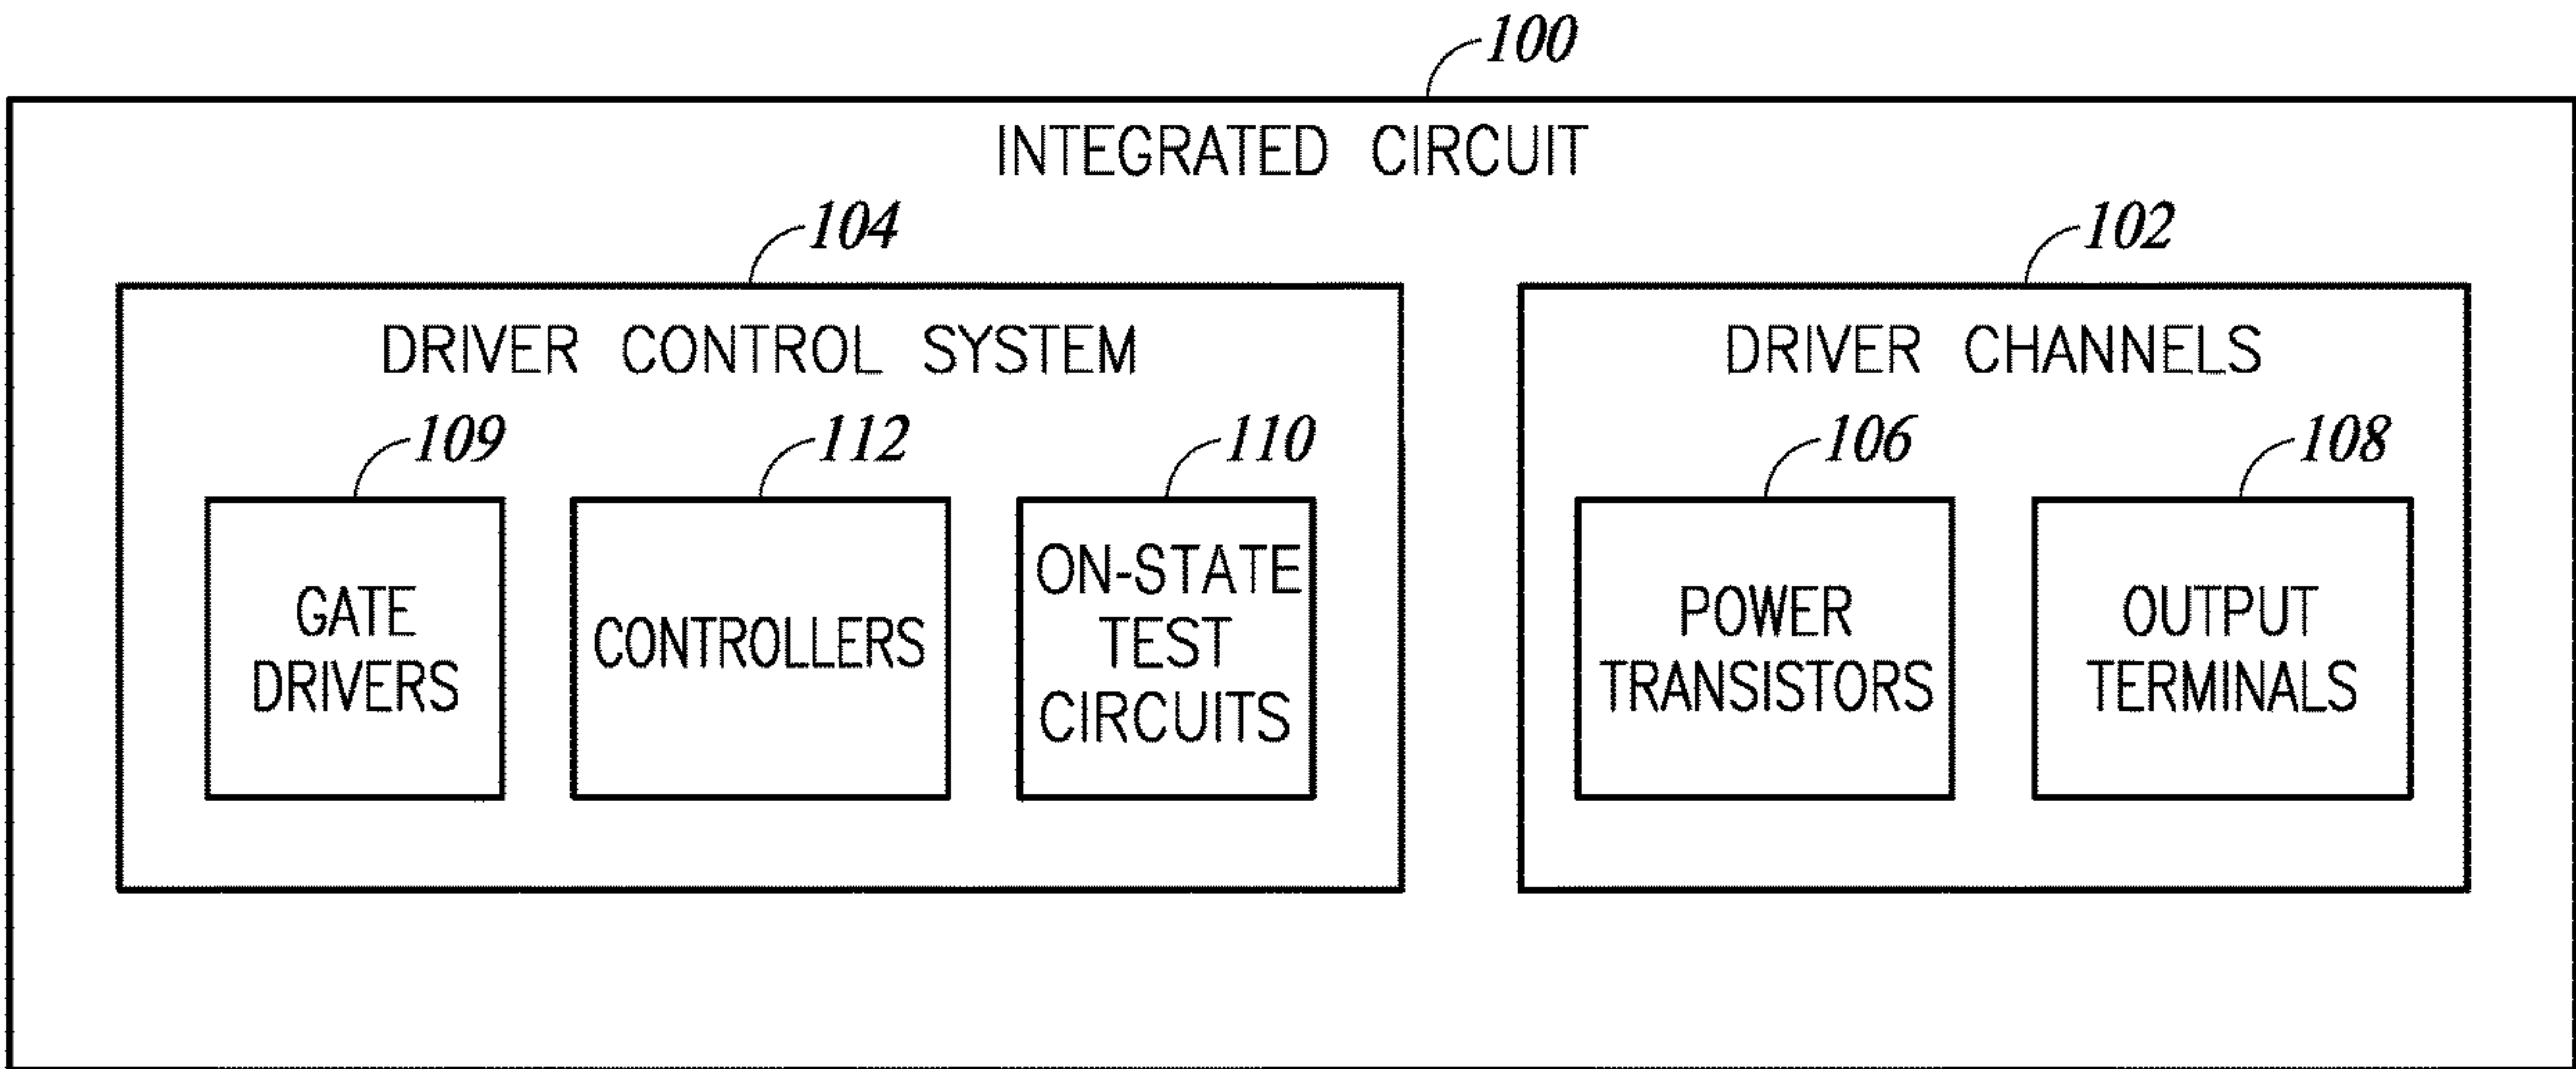 100
INTEGRATED CIRCUIT
104
DRIVER CONTROL SYSTEM
109
GATE
DRIVERS
112
CONTROLLERS
110
ON-STATE
TEST
CIRCUITS
102
DRIVER CHANNELS
106
POWER
TRANSISTORS
108
OUTPUT
TERMINALS